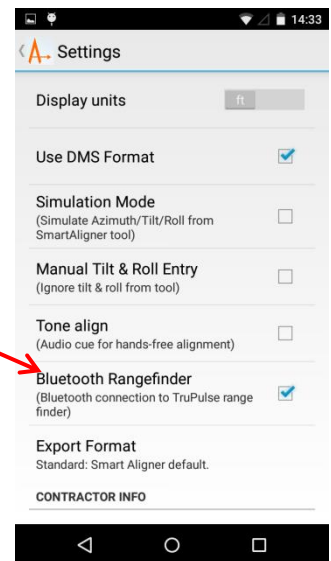 14:33
Settings
Display units
ft
Use DMS Format
Simulation Mode
(Simulate Azimuth/Tilt/Roll from
SmartAligner tool)
Manual Tilt & Roll Entry
(Ignore tilt & roll from tool)
Tone align
(Audio cue for hands-free alignment)
Bluetooth Rangefinder
(Bluetooth connection to TruPulse range
finder)
Export Format
Standard: Smart Aligner default.
CONTRACTOR INFO